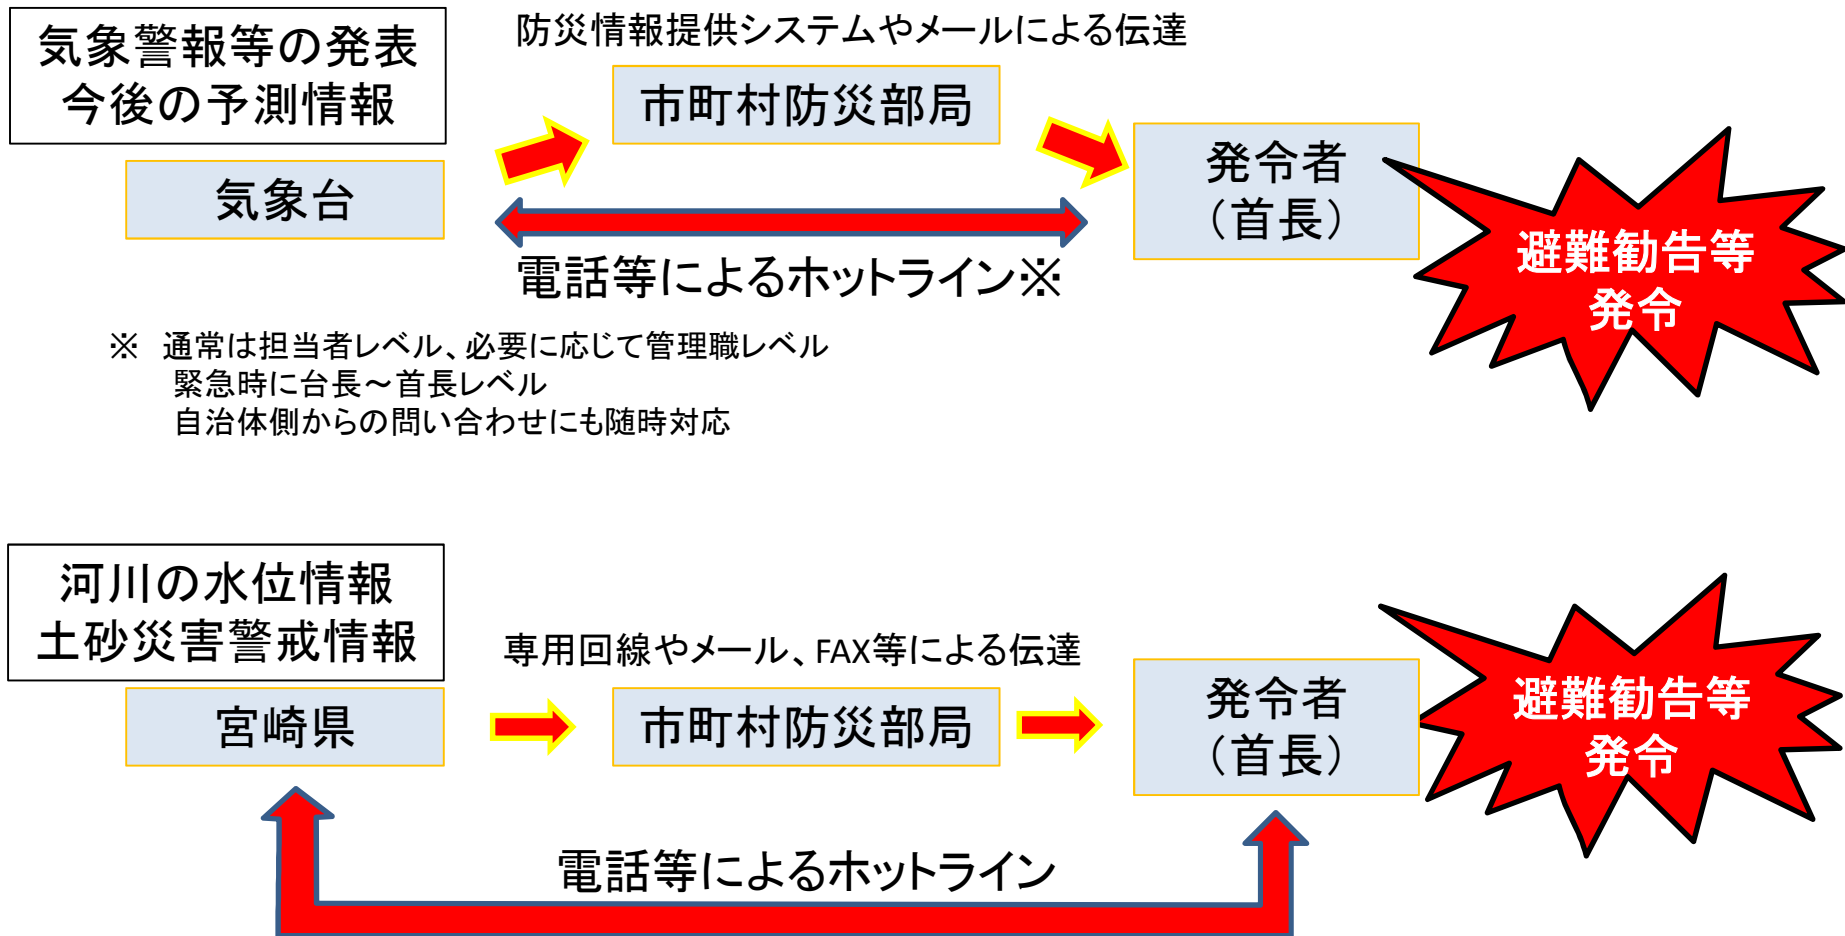 気象警報等の発表
今後の予測情報
気象台
防災情報提供システムやメールによる伝達
市町村防災部局
発令者
（首長）
避難勧告等
発令
電話等によるホットライン※
※　通常は担当者レベル、必要に応じて管理職レベル
緊急時に台長～首長レベル
自治体側からの問い合わせにも随時対応
河川の水位情報
土砂災害警戒情報
宮崎県
専用回線やメール、FAX等による伝達
市町村防災部局
発令者
（首長）
避難勧告等
発令
電話等によるホットライン